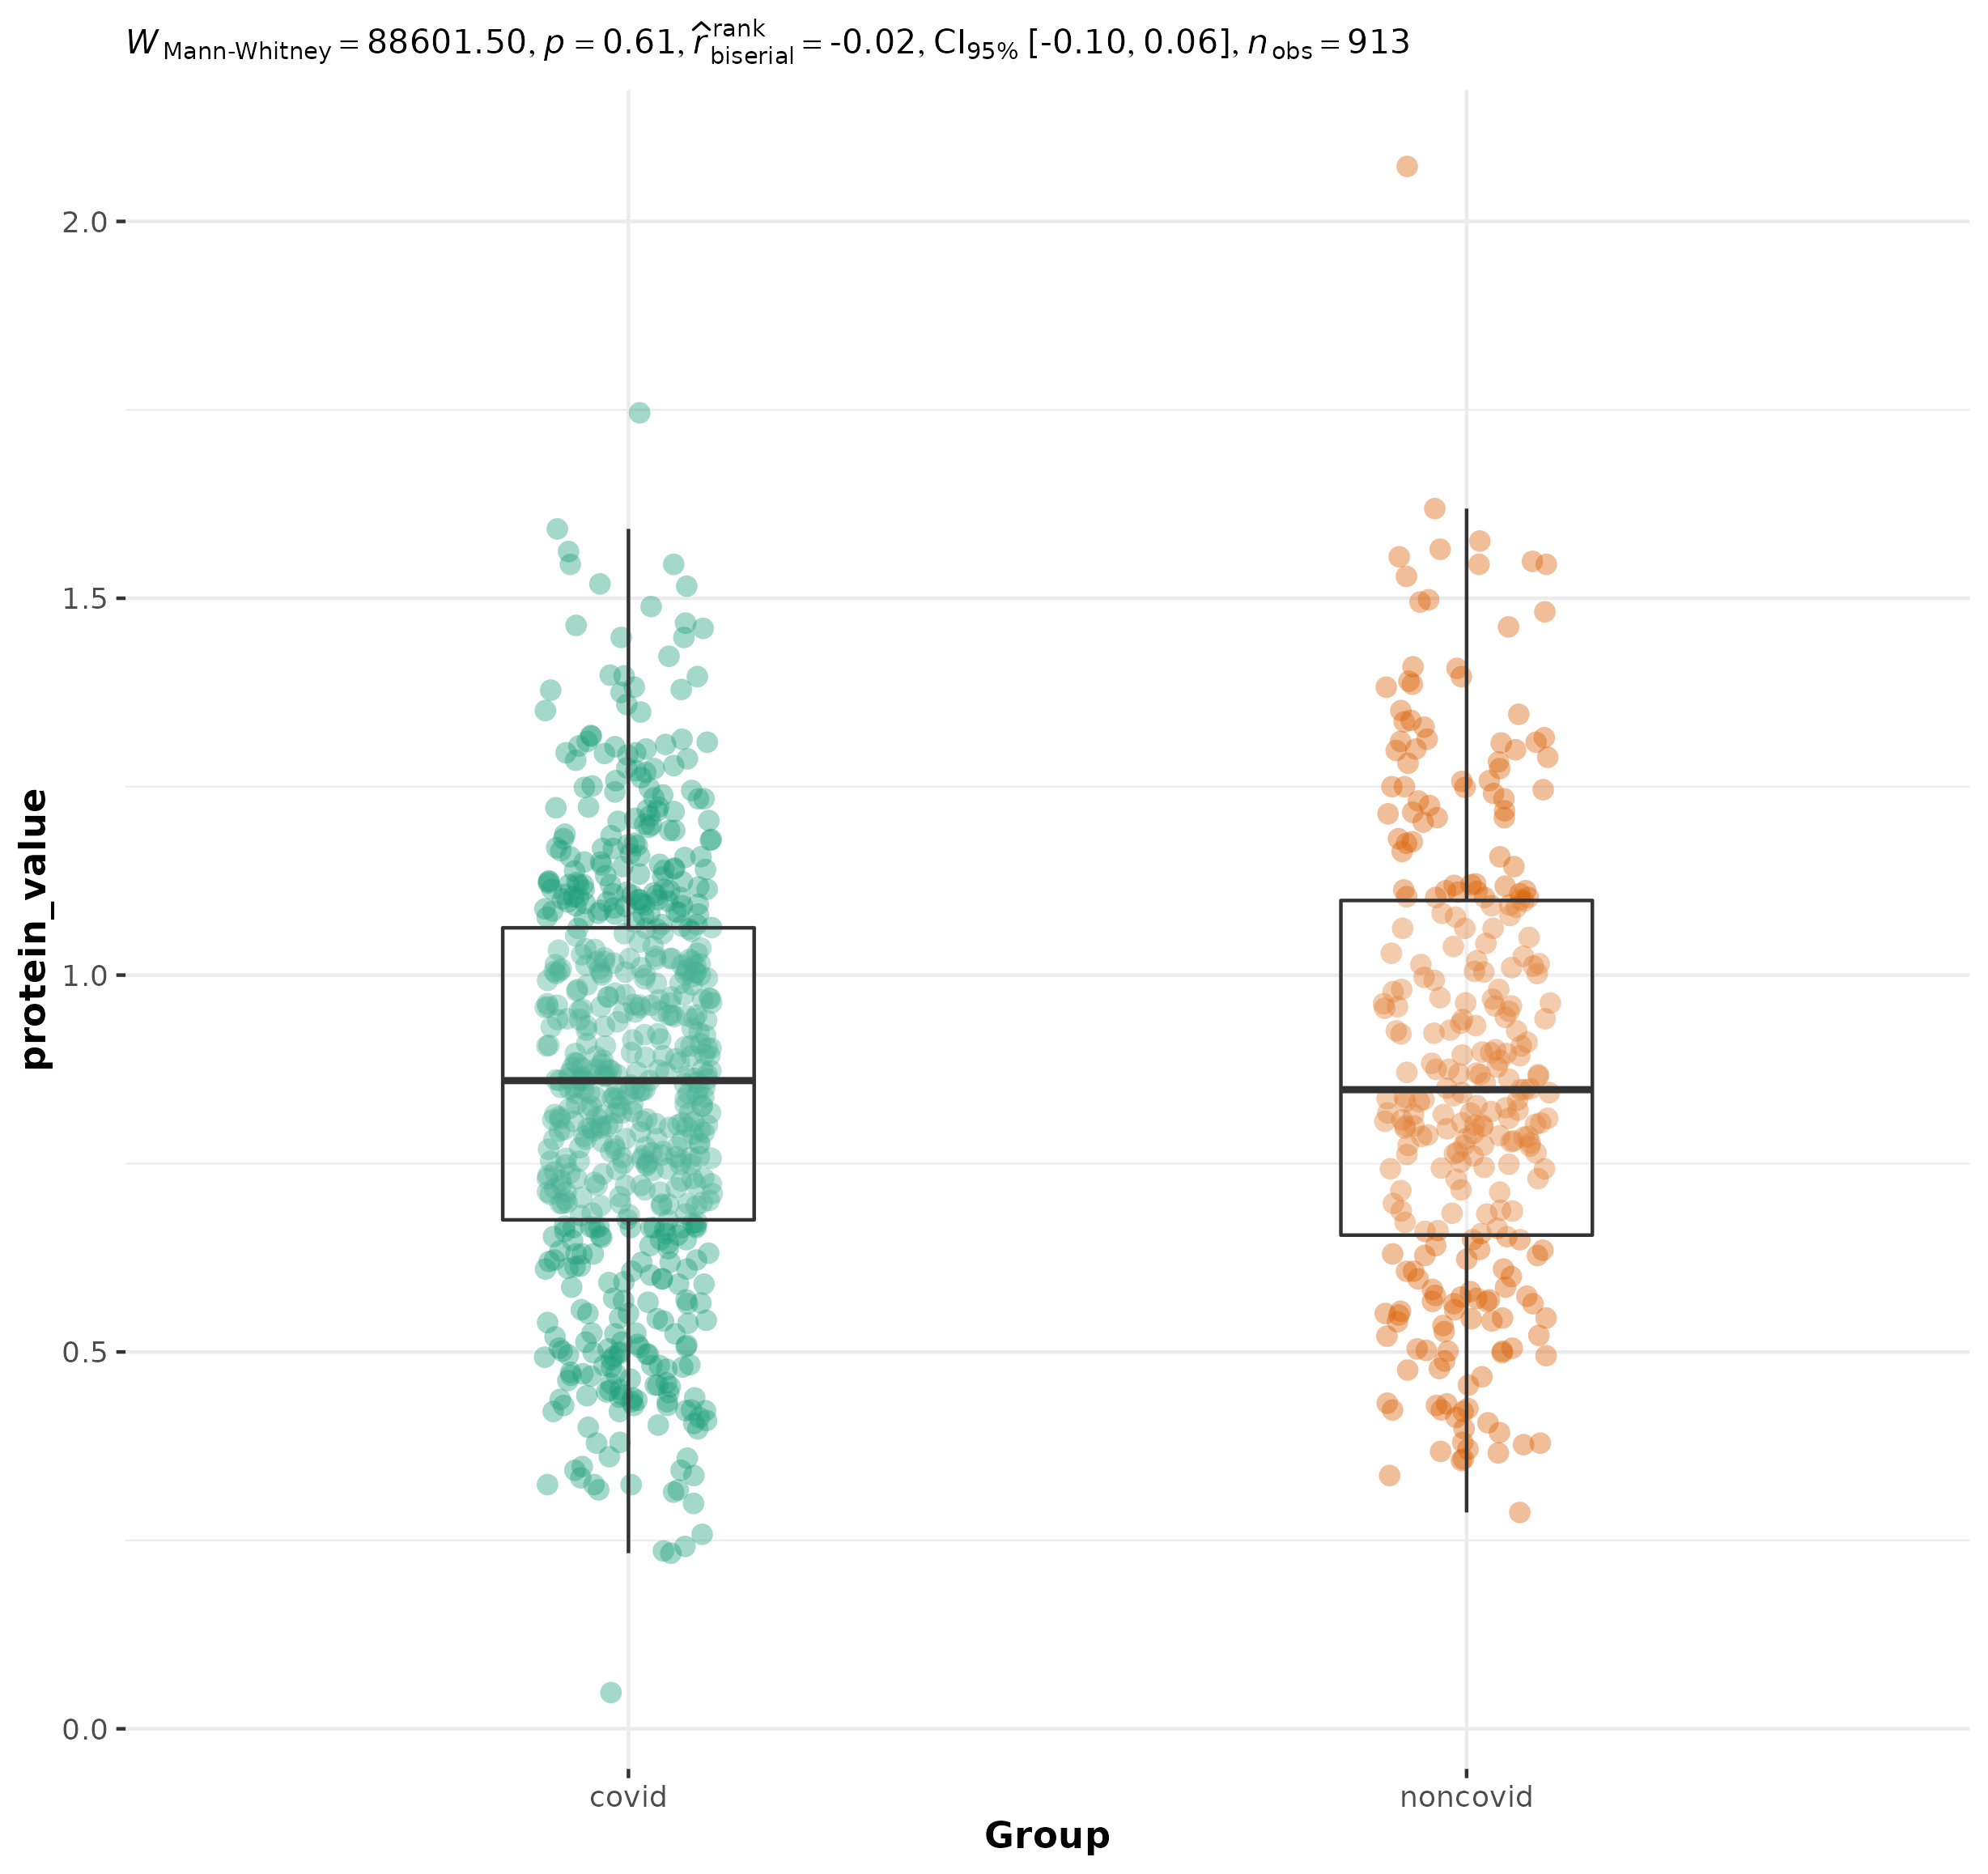 W Mann-Whitney = 88601.50, p = 0.61, r̂ rank biserial = -0.02, CI95% [-0.10, 0.06], n obs = 913
2.0
1.5
1.0
0.5
0.0
protein_value
covid noncovid
Group